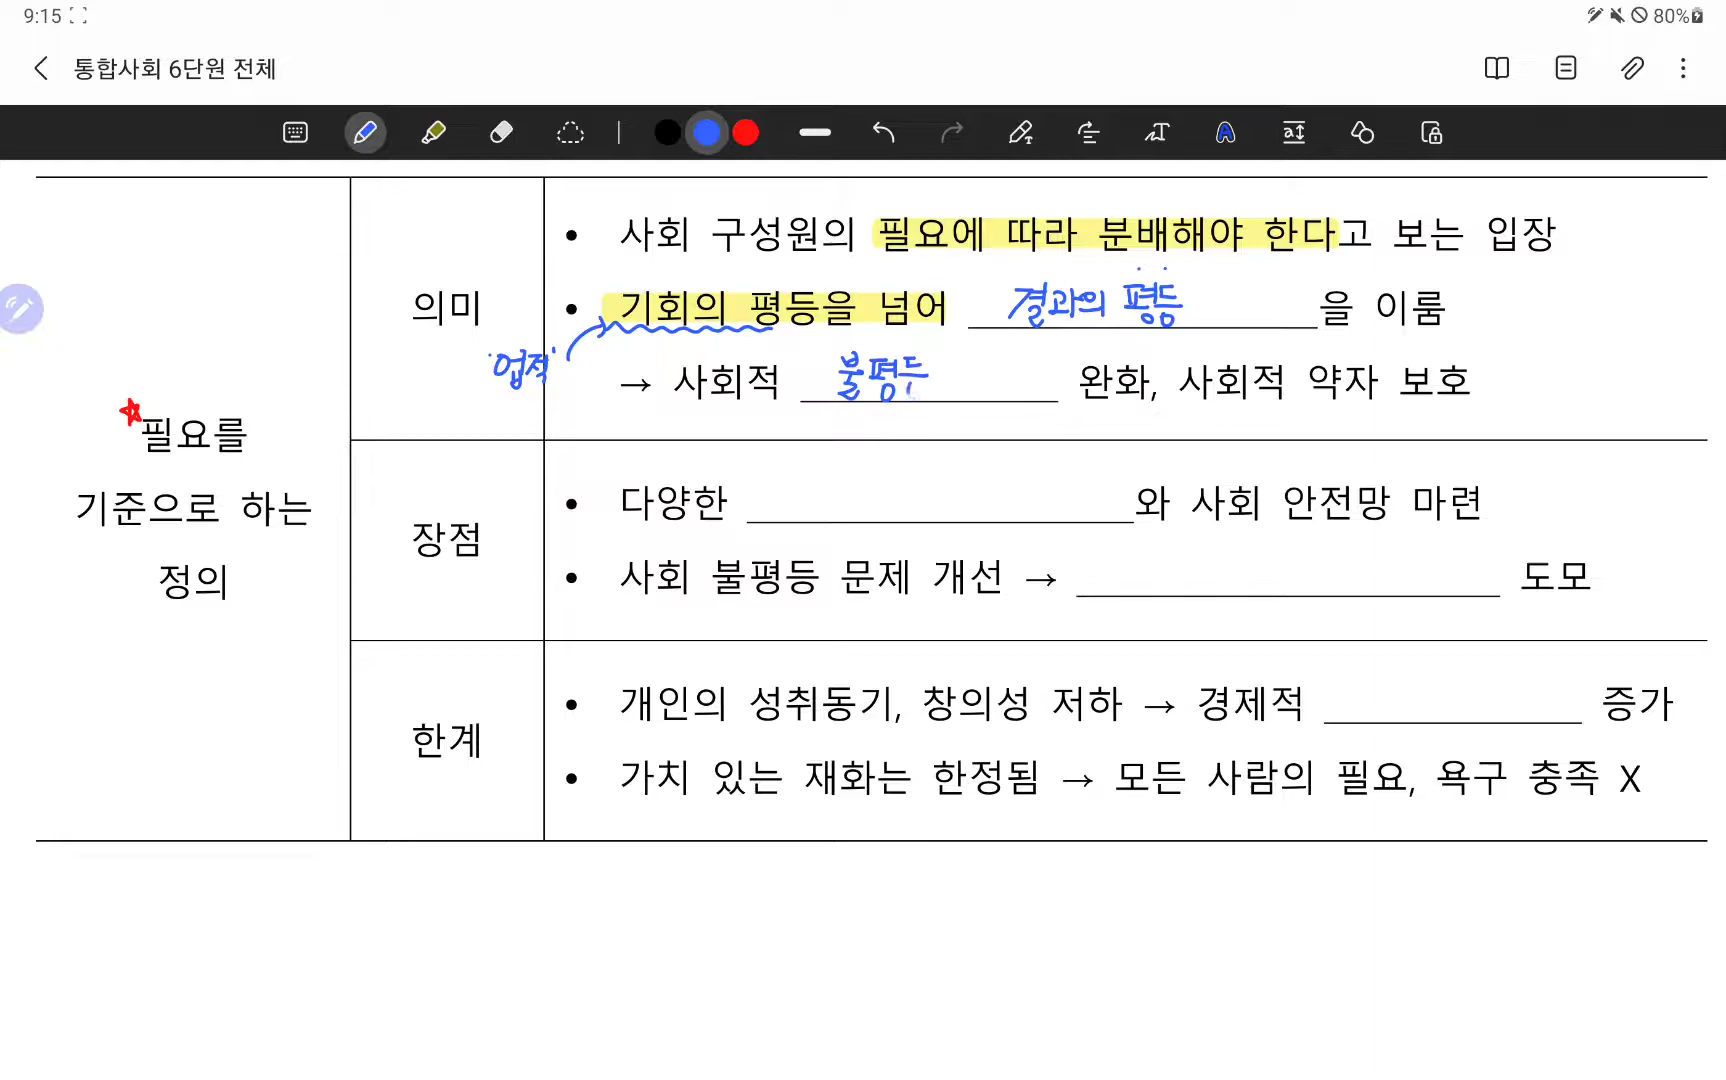 9:15
80%
통합사회 6단원 전체
필요를
기준으로 하는
정의
의미
• 사회 구성원의 필요에 따라 분배해야 한다고 보는 입장
• 기회의 평등을 넘어 결과의 평등을 이룸
'업적'
→ 사회적 불평등 완화, 사회적 약자 보호
장점
• 다양한 ____와 사회 안전망 마련
• 사회 불평등 문제 개선 → ____ 도모
한계
• 개인의 성취동기, 창의성 저하 → 경제적 ____ 증가
• 가치 있는 재화는 한정됨 → 모든 사람의 필요, 욕구 충족 X